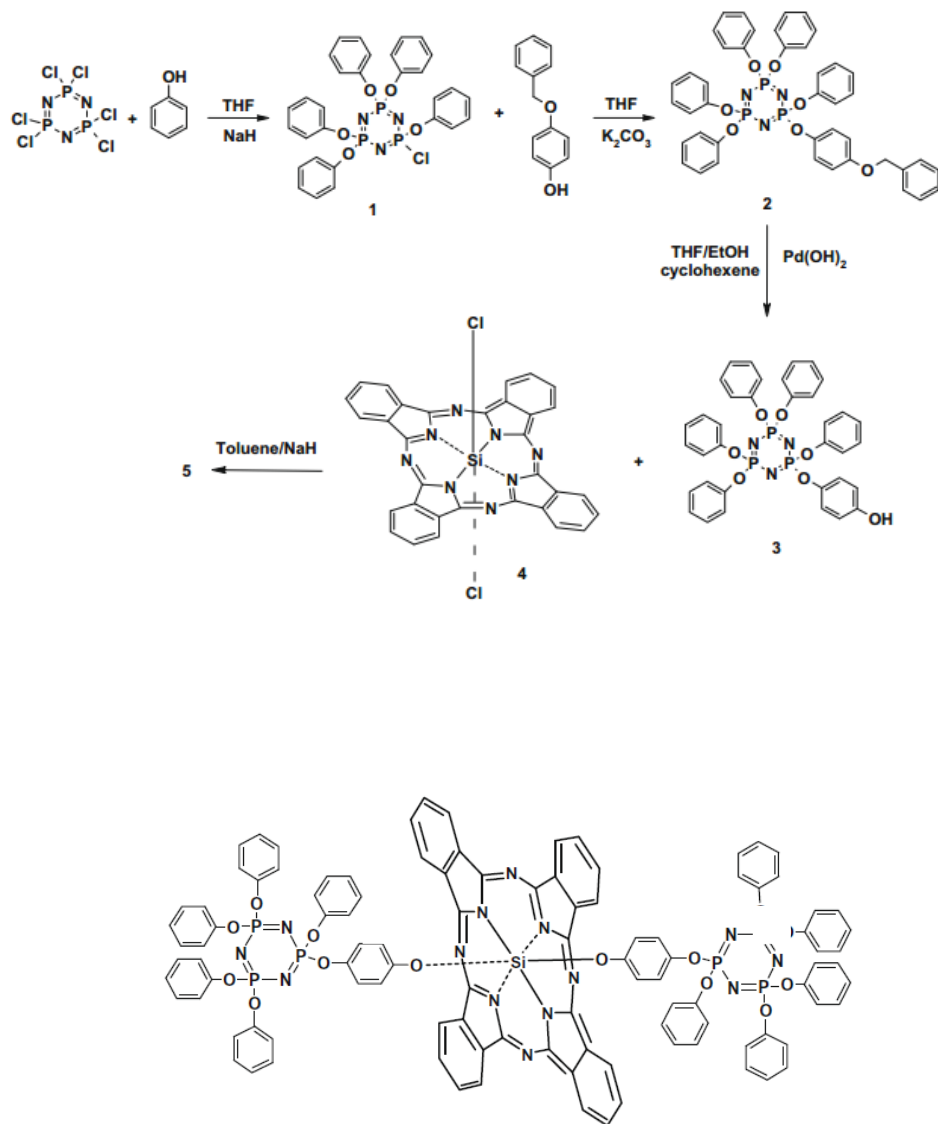 Cl Cl
Cl P Cl
N N
P P
Cl N Cl
+
OH
THF
NaH
O O
P
N N
O P P O
O N Cl
1
+
O
OH
THF
K2CO3
O O
P
N N
O P P O
O N O
O
2
THF/EtOH
cyclohexene
Pd(OH)2
Cl
N
N N
N Si N
N N
N
Cl
4
Toluene/NaH
5
+
O O
P
N N
O P P O
O N O
OH
3
O
O P N O
N P O
O P N
O
O
N
N N
N Si N
N N
N
O
O P N
O N
N P O
O